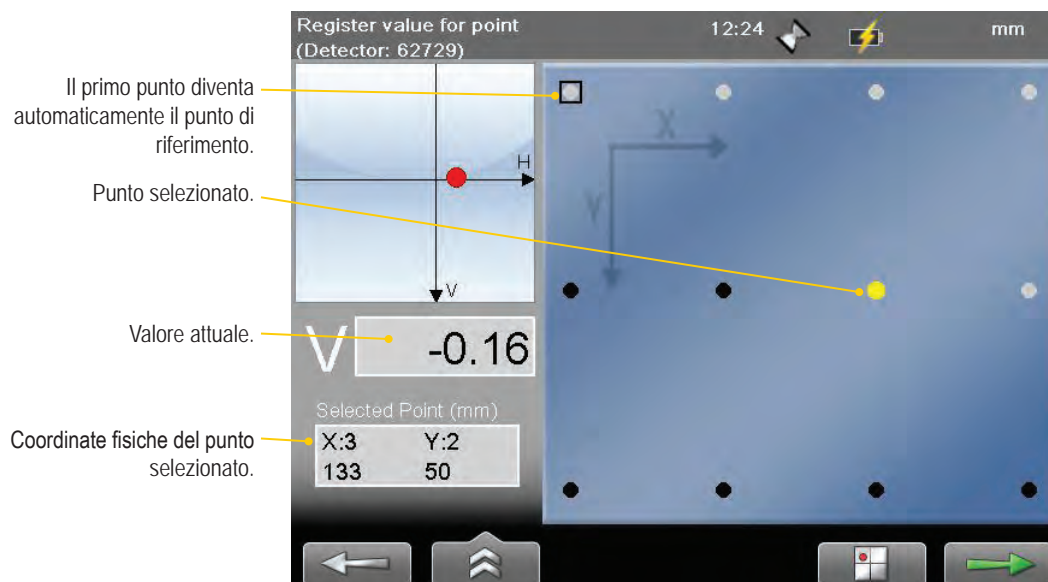 Register value for point
(Detector: 62729)
12:24
mm
Il primo punto diventa
automaticamente il punto di
riferimento.
Punto selezionato.
Valore attuale.
Coordinate fisiche del punto
selezionato.
H
V
V
-0.16
Selected Point (mm)
X:3 Y:2
133 50
X
Y